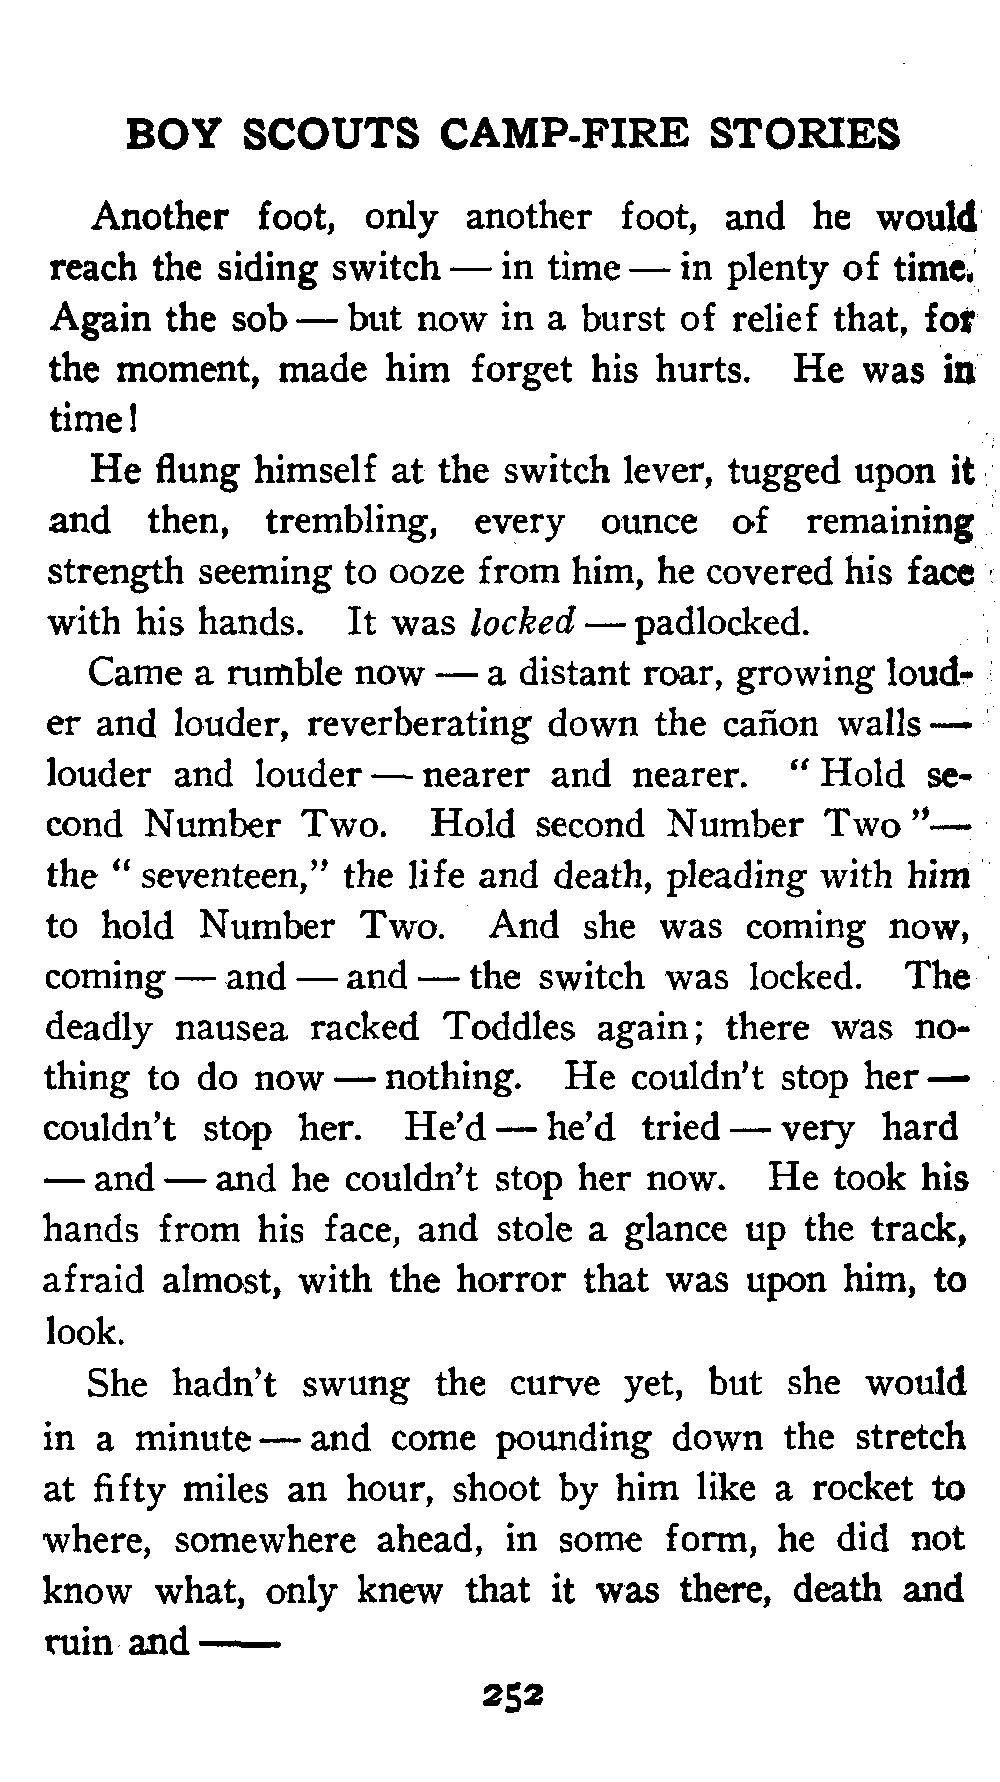 BOY SCOUTS CAMP-FIRE STORIES
Another foot, only another foot, and he would
reach the siding switch — in time — in plenty of time.
Again the sob — but now in a burst of relief that, for
the moment, made him forget his hurts. He was in
time!
He flung himself at the switch lever, tugged upon it
and then, trembling, every ounce of remaining
strength seeming to ooze from him, he covered his face
with his hands. It was locked — padlocked.
Came a rumble now — a distant roar, growing loud-
er and louder, reverberating down the cañon walls —
louder and louder — nearer and nearer. " Hold se-
cond Number Two. Hold second Number Two "—
the " seventeen," the life and death, pleading with him
to hold Number Two. And she was coming now,
coming — and — and — the switch was locked. The
deadly nausea racked Toddles again; there was no-
thing to do now — nothing. He couldn't stop her —
couldn't stop her. He'd — he'd tried — very hard
— and — and he couldn't stop her now. He took his
hands from his face, and stole a glance up the track,
afraid almost, with the horror that was upon him, to
look.
She hadn't swung the curve yet, but she would
in a minute — and come pounding down the stretch
at fifty miles an hour, shoot by him like a rocket to
where, somewhere ahead, in some form, he did not
know what, only knew that it was there, death and
ruin and ——
252